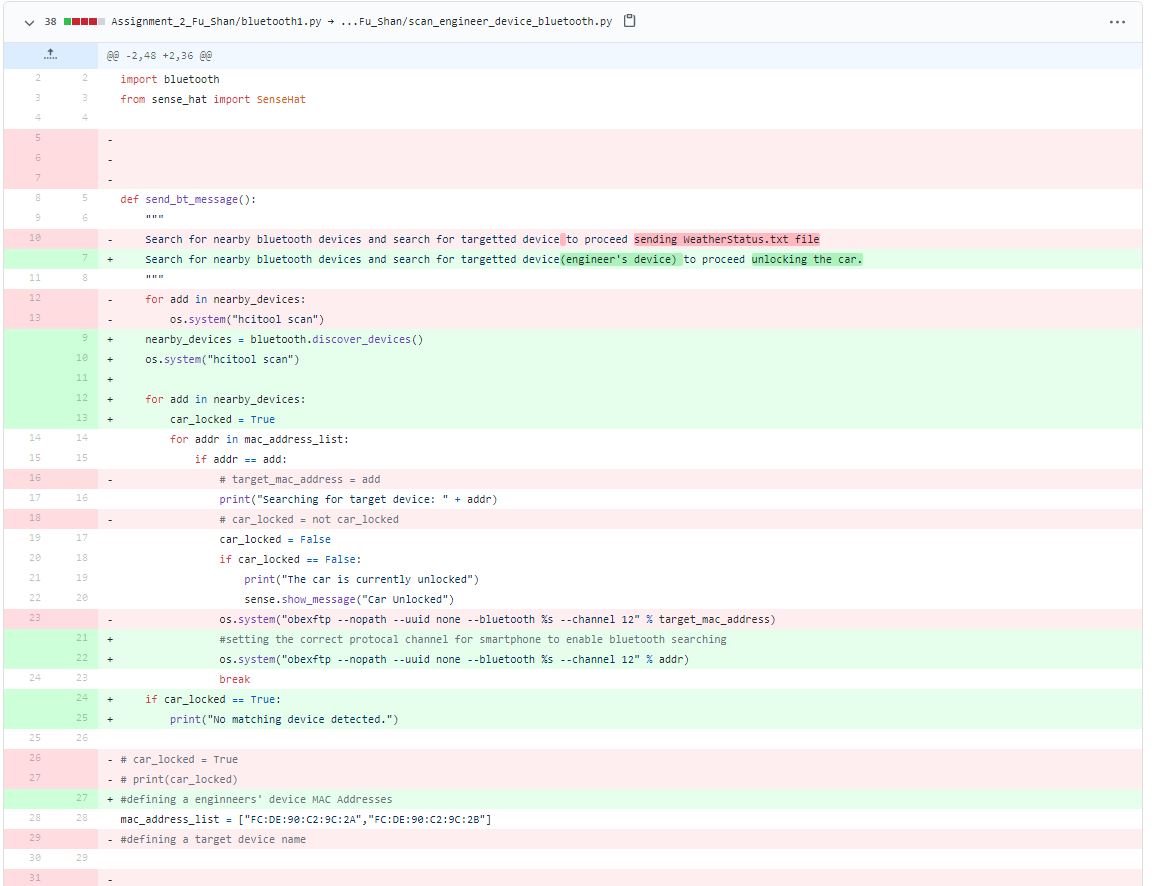 38 Assignment_2_Fu_Shan/bluetooth1.py → ...Fu_Shan/scan_engineer_device_bluetooth.py ...
@@ -2,48 +2,36 @@
2 2 import bluetooth
3 3 from sense_hat import SenseHat
4 4
5 -
6 -
7 -
8 5 def send_bt_message():
9 6 """
10 - Search for nearby bluetooth devices and search for targetted device to proceed sending WeatherStatus.txt file
7 + Search for nearby bluetooth devices and search for targetted device(engineer's device) to proceed unlocking the car.
11 8 """
12 - for add in nearby_devices:
13 - os.system("hcitool scan")
9 + nearby_devices = bluetooth.discover_devices()
10 + os.system("hcitool scan")
11 +
12 + for add in nearby_devices:
13 + car_locked = True
14 14 for addr in mac_address_list:
15 15 if addr == add:
16 - # target_mac_address = add
17 16 print("Searching for target device: " + addr)
18 - # car_locked = not car_locked
19 17 car_locked = False
20 18 if car_locked == False:
21 19 print("The car is currently unlocked")
22 20 sense.show_message("Car Unlocked")
23 - os.system("obexftp --nopath --uuid none --bluetooth %s --channel 12" % target_mac_address)
21 + #setting the correct protocal channel for smartphone to enable bluetooth searching
22 + os.system("obexftp --nopath --uuid none --bluetooth %s --channel 12" % addr)
24 23 break
24 + if car_locked == True:
25 + print("No matching device detected.")
25 26
26 - # car_locked = True
27 - # print(car_locked)
27 + #defining a enginneers' device MAC Addresses
28 28 mac_address_list = ["FC:DE:90:C2:9C:2A","FC:DE:90:C2:9C:2B"]
29 - #defining a target device name
30 29
31 -